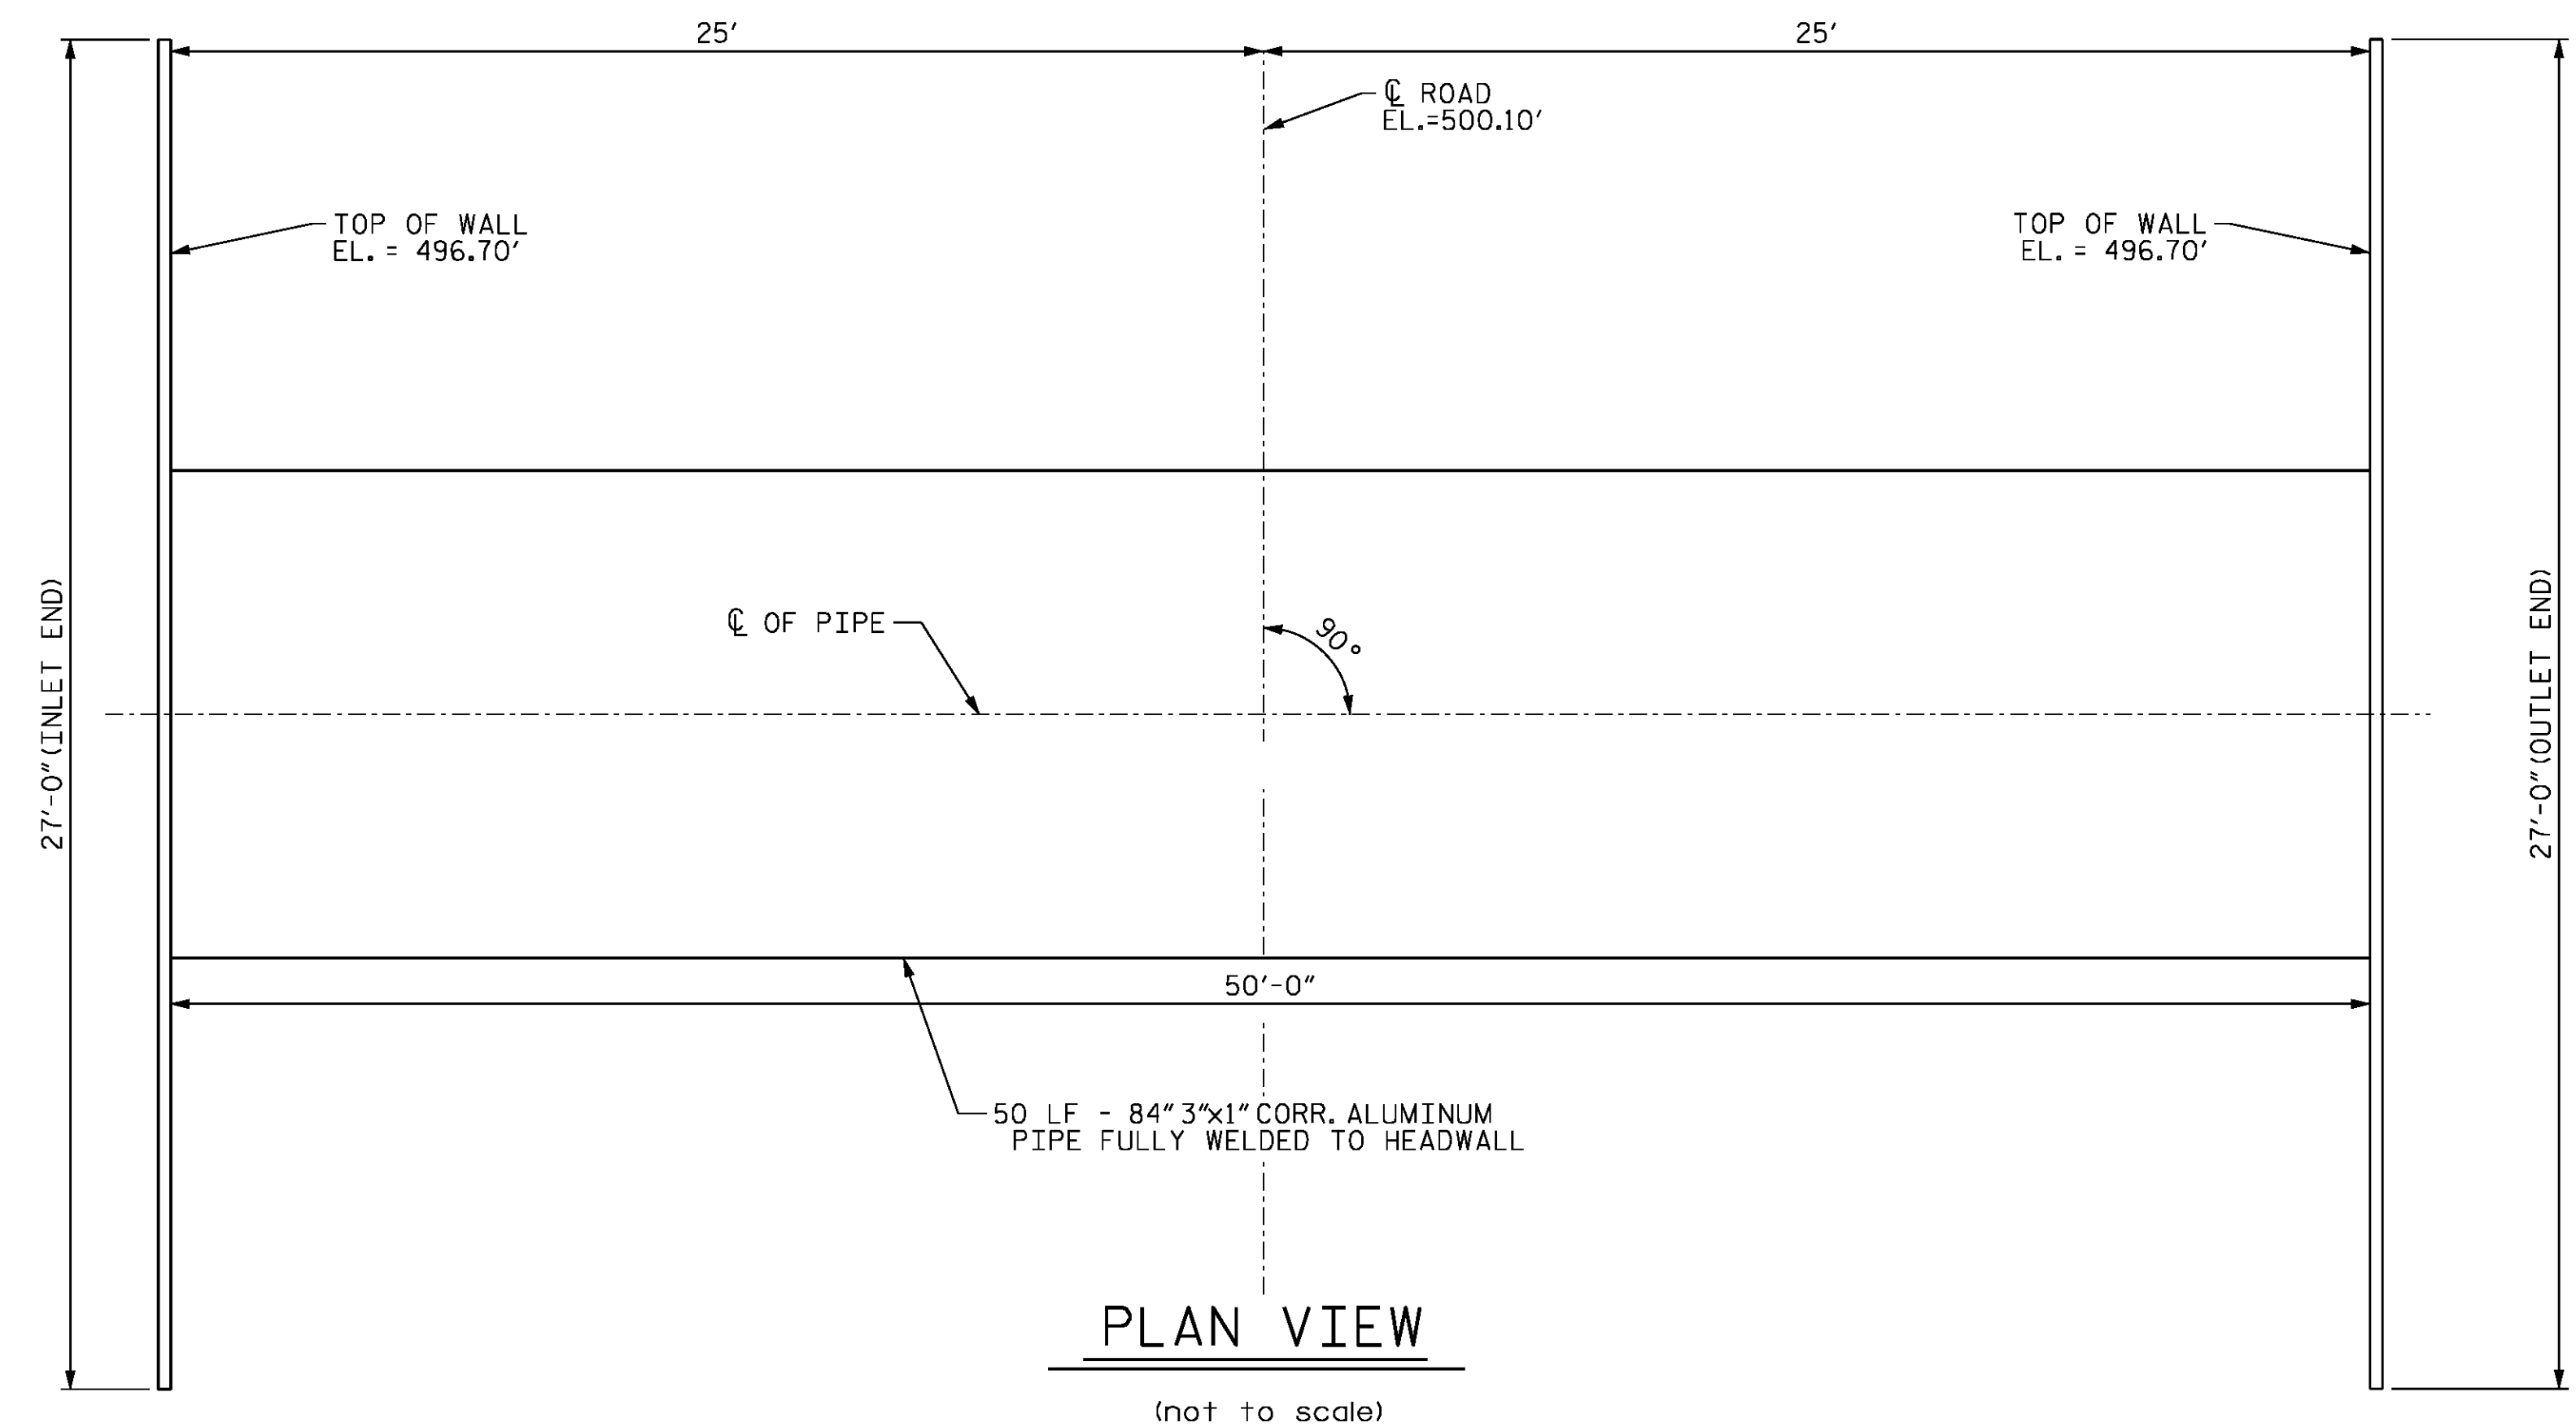 25' 25'
℄ ROAD
EL.=500.10'
TOP OF WALL
EL. = 496.70'
TOP OF WALL
EL. = 496.70'
℄ OF PIPE
90°
27'-0" (INLET END)
27'-0" (OUTLET END)
50'-0"
50 LF - 84" 3"x1" CORR. ALUMINUM
PIPE FULLY WELDED TO HEADWALL
PLAN VIEW
(not to scale)